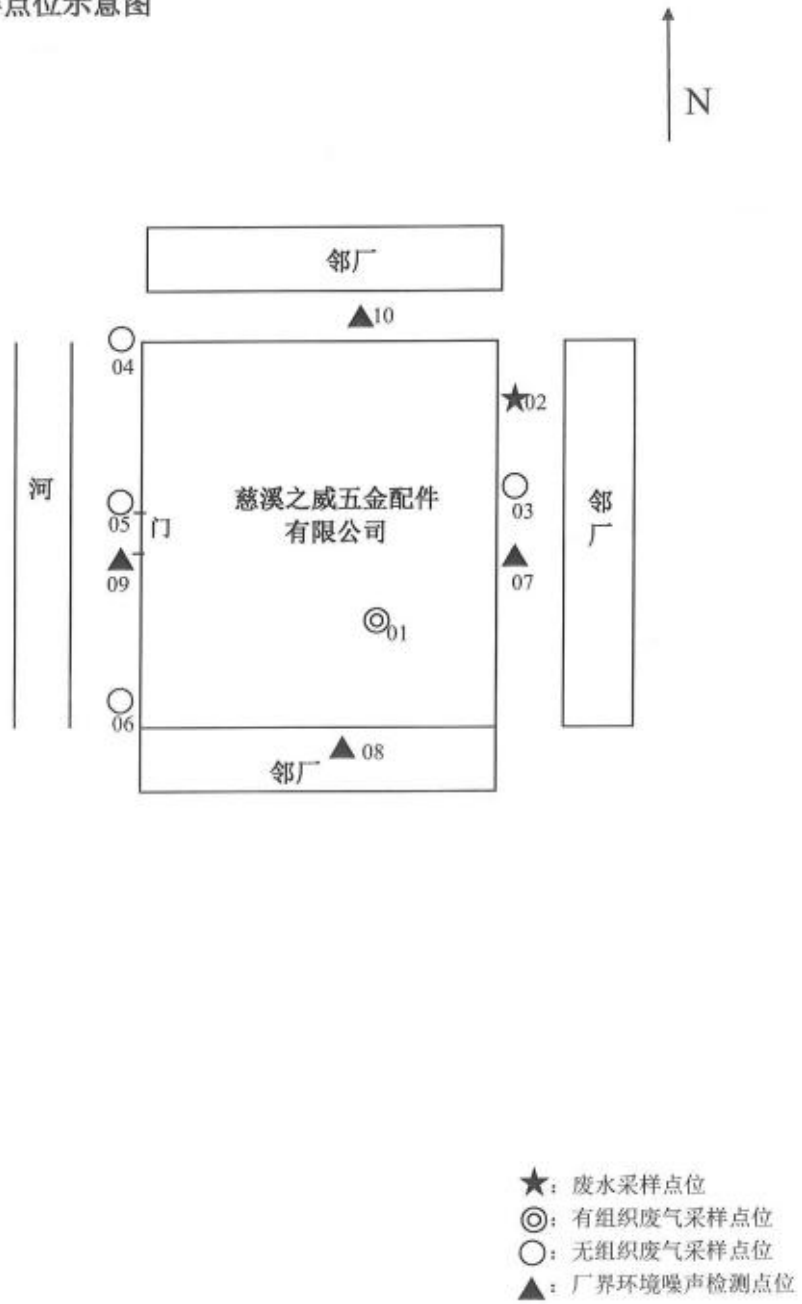 点位示意图
N
邻厂
10
04
02
河
慈溪之威五金配件
有限公司
03
邻厂
05
门
09
07
01
06
08
邻厂
★：废水采样点位
◎：有组织废气采样点位
○：无组织废气采样点位
▲：厂界环境噪声检测点位